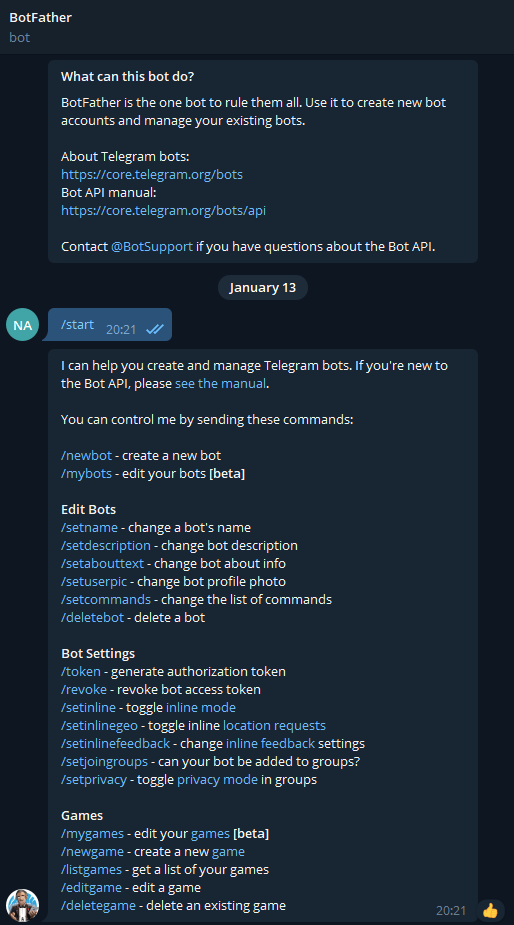 BotFather
bot
What can this bot do?
BotFather is the one bot to rule them all. Use it to create new bot
accounts and manage your existing bots.
About Telegram bots:
https://core.telegram.org/bots
Bot API manual:
https://core.telegram.org/bots/api
Contact @BotSupport if you have questions about the Bot API.
January 13
NA
/start 20:21
I can help you create and manage Telegram bots. If you're new to
the Bot API, please see the manual.
You can control me by sending these commands:
/newbot - create a new bot
/mybots - edit your bots [beta]
Edit Bots
/setname - change a bot's name
/setdescription - change bot description
/setabouttext - change bot about info
/setuserpic - change bot profile photo
/setcommands - change the list of commands
/deletebot - delete a bot
Bot Settings
/token - generate authorization token
/revoke - revoke bot access token
/setinline - toggle inline mode
/setinlinegeo - toggle inline location requests
/setinlinefeedback - change inline feedback settings
/setjoingroups - can your bot be added to groups?
/setprivacy - toggle privacy mode in groups
Games
/mygames - edit your games [beta]
/newgame - create a new game
/listgames - get a list of your games
/editgame - edit a game
/deletegame - delete an existing game
20:21